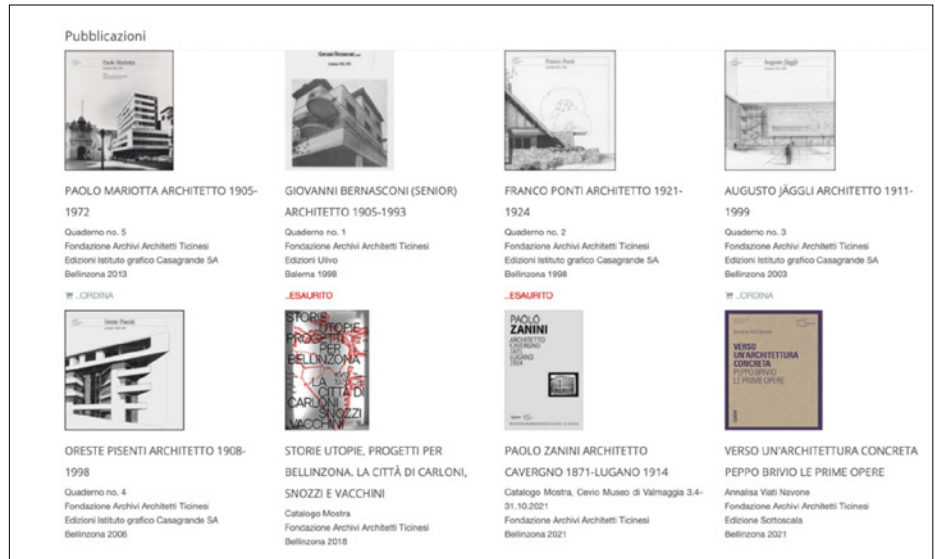 Pubblicazioni
Paolo Mariotta
Giovanni Bernasconi
Franco Ponti
Augusto Jäggli
PAOLO MARIOTTA ARCHITETTO 1905-
1972
Quaderno no. 5
Fondazione Archivi Architetti Ticinesi
Edizioni Istituto grafico Casagrande SA
Bellinzona 2013
..ORDINA
GIOVANNI BERNASCONI (SENIOR)
ARCHITETTO 1905-1993
Quaderno no. 1
Fondazione Archivi Architetti Ticinesi
Edizioni Ulivo
Balerna 1998
..ESAURITO
FRANCO PONTI ARCHITETTO 1921-
1924
Quaderno no. 2
Fondazione Archivi Architetti Ticinesi
Edizioni Istituto grafico Casagrande SA
Bellinzona 1998
..ESAURITO
AUGUSTO JÄGGLI ARCHITETTO 1911-
1999
Quaderno no. 3
Fondazione Archivi Architetti Ticinesi
Edizioni Istituto grafico Casagrande SA
Bellinzona 2003
..ORDINA
Oreste Pisenti
STORIE
UTOPIE
PROGETTI
PER
BELLINZONA
LA
CITTÀ DI
CARLONI
SNOZZI
VACCHINI
PAOLO
ZANINI
ARCHITETTO
CAVERGNO
1871
LUGANO
1914
VERSO
UN'ARCHITETTURA
CONCRETA
PEPPO BRIVIO
LE PRIME OPERE
ORESTE PISENTI ARCHITETTO 1908-
1998
Quaderno no. 4
Fondazione Archivi Architetti Ticinesi
Edizioni Istituto grafico Casagrande SA
Bellinzona 2006
STORIE UTOPIE, PROGETTI PER
BELLINZONA. LA CITTÀ DI CARLONI,
SNOZZI E VACCHINI
Catalogo Mostra
Fondazione Archivi Architetti Ticinesi
Bellinzona 2018
PAOLO ZANINI ARCHITETTO
CAVERGNO 1871-LUGANO 1914
Catalogo Mostra, Cevio Museo di Valmaggia 3.4-
31.10.2021
Fondazione Archivi Architetti Ticinesi
Bellinzona 2021
VERSO UN'ARCHITETTURA CONCRETA
PEPPO BRIVIO LE PRIME OPERE
Annalisa Viati Navone
Fondazione Archivi Architetti Ticinesi
Edizione Sottoscala
Bellinzona 2021